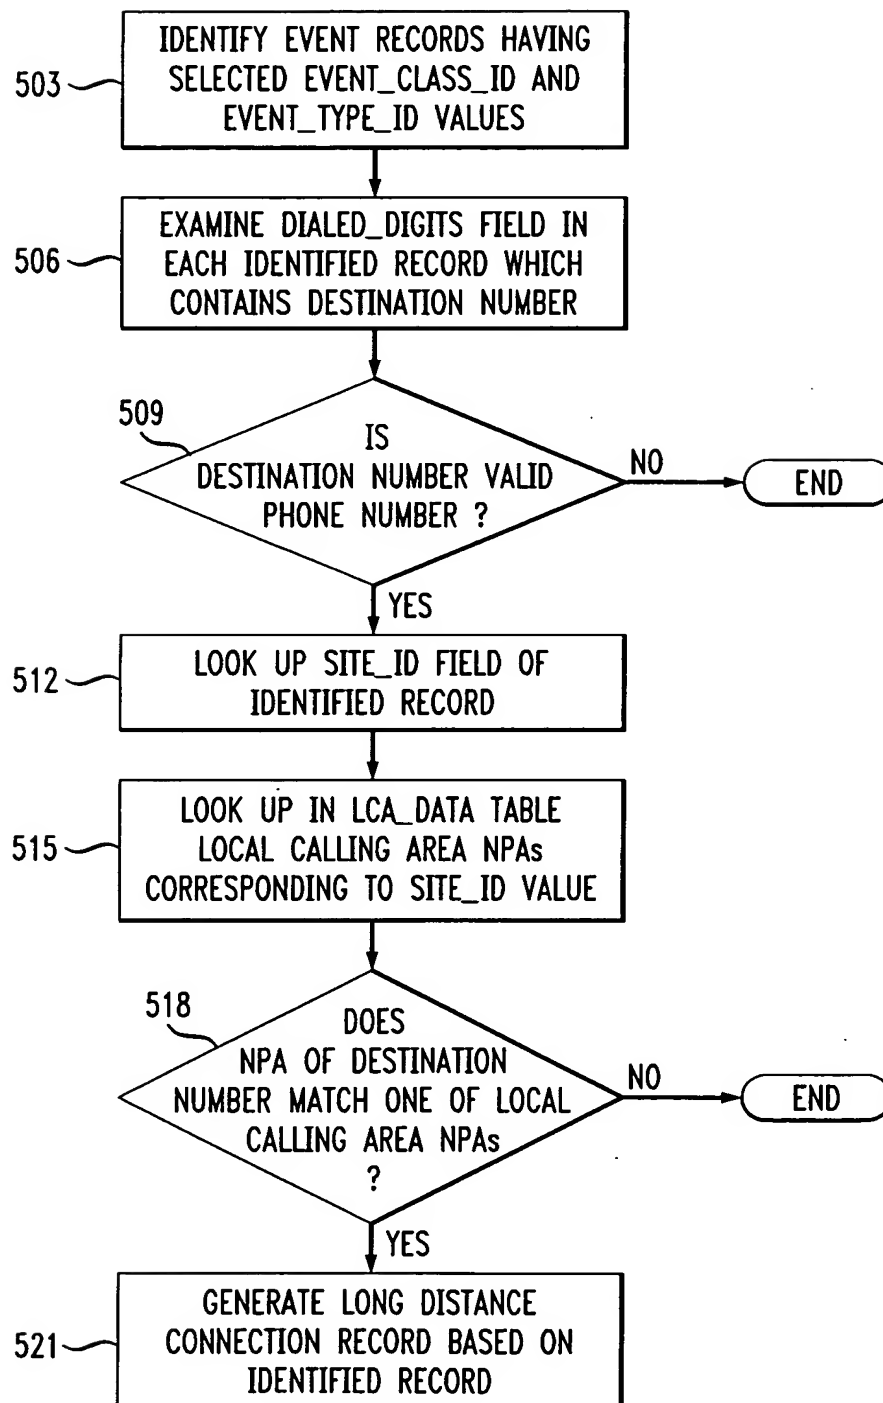 IDENTIFY EVENT RECORDS HAVING
SELECTED EVENT_CLASS_ID AND
EVENT_TYPE_ID VALUES
503
EXAMINE DIALED_DIGITS FIELD IN
EACH IDENTIFIED RECORD WHICH
CONTAINS DESTINATION NUMBER
506
509
IS
DESTINATION NUMBER VALID
PHONE NUMBER ?
NO
END
YES
LOOK UP SITE_ID FIELD OF
IDENTIFIED RECORD
512
LOOK UP IN LCA_DATA TABLE
LOCAL CALLING AREA NPAs
CORRESPONDING TO SITE_ID VALUE
515
518
DOES
NPA OF DESTINATION
NUMBER MATCH ONE OF LOCAL
CALLING AREA NPAs
?
NO
END
YES
GENERATE LONG DISTANCE
CONNECTION RECORD BASED ON
IDENTIFIED RECORD
521